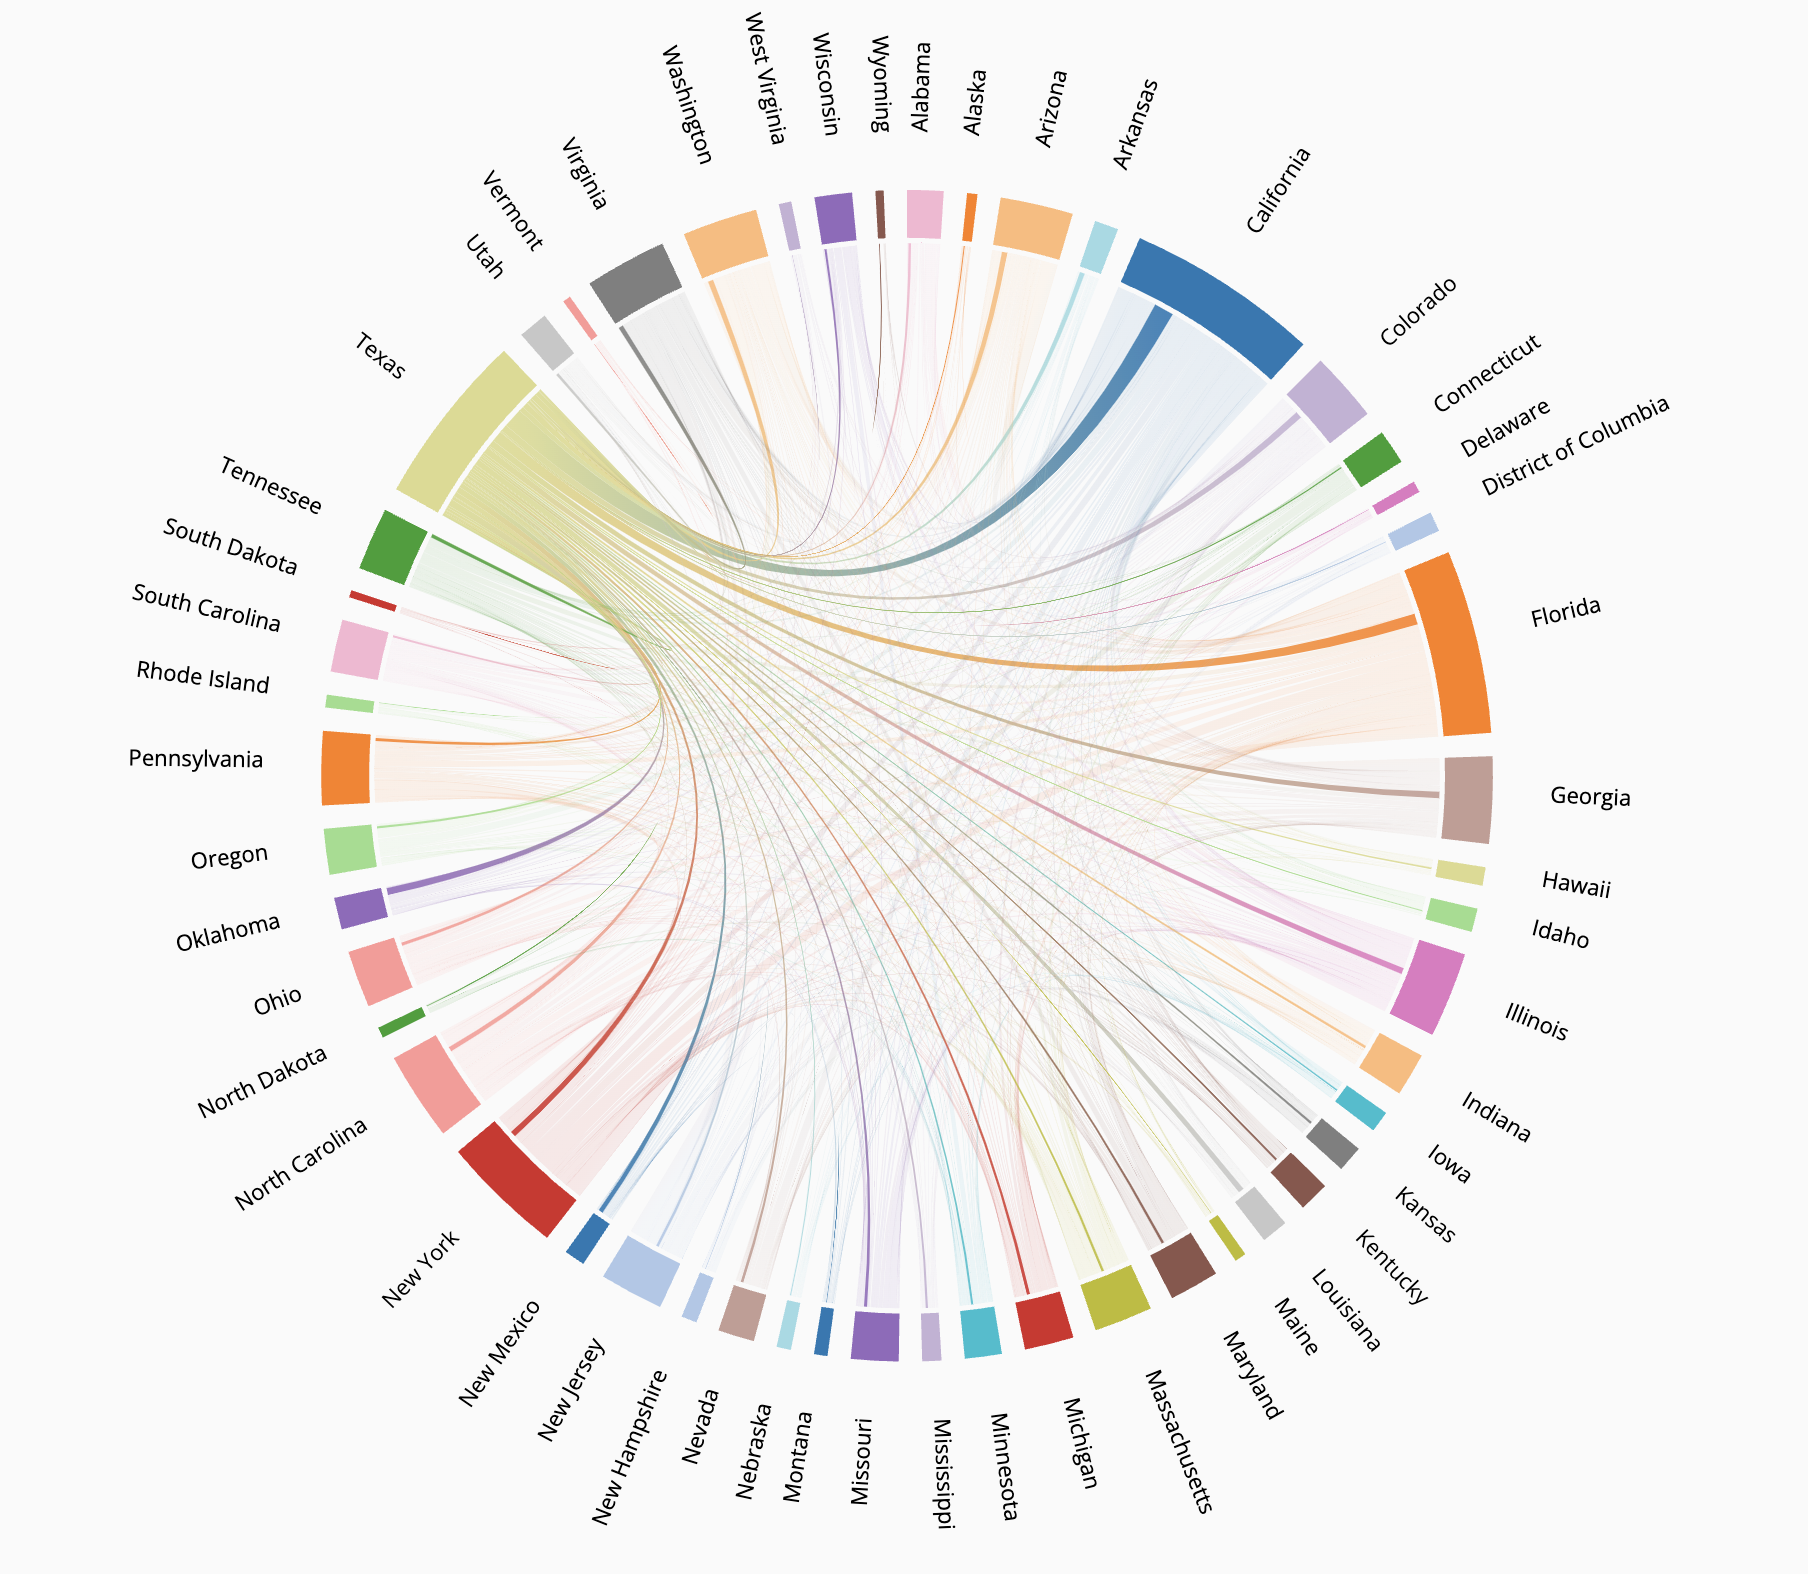 Alabama
Alaska
Arizona
Arkansas
California
Colorado
Connecticut
Delaware
District of Columbia
Florida
Georgia
Hawaii
Idaho
Illinois
Indiana
Iowa
Kansas
Kentucky
Louisiana
Maine
Maryland
Massachusetts
Michigan
Minnesota
Mississippi
Missouri
Montana
Nebraska
Nevada
New Hampshire
New Jersey
New Mexico
New York
North Carolina
North Dakota
Ohio
Oklahoma
Oregon
Pennsylvania
Rhode Island
South Carolina
South Dakota
Tennessee
Texas
Utah
Vermont
Virginia
Washington
West Virginia
Wisconsin
Wyoming